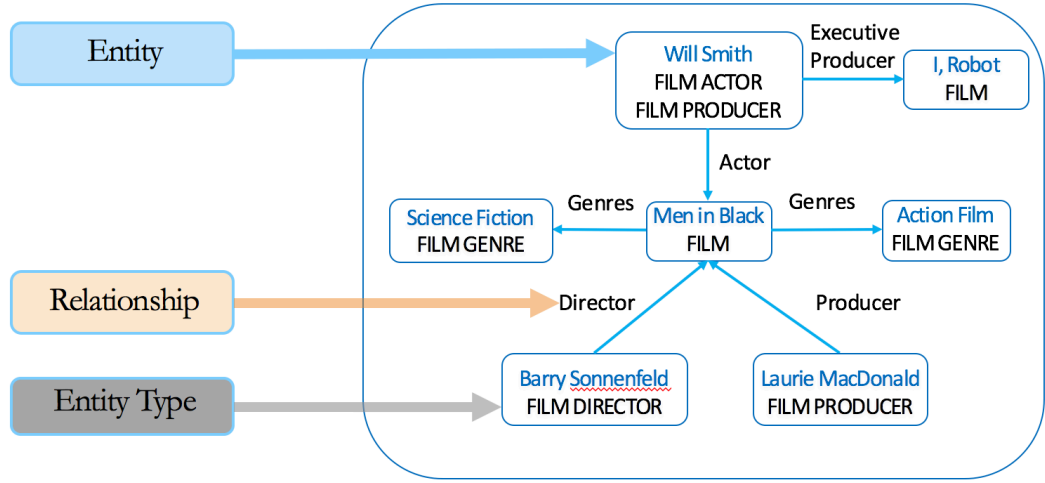 Entity
Will Smith
FILM ACTOR
FILM PRODUCER
Executive
Producer
I, Robot
FILM
Actor
Science Fiction
FILM GENRE
Genres
Men in Black
FILM
Genres
Action Film
FILM GENRE
Relationship
Director
Producer
Entity Type
Barry Sonnenfeld
FILM DIRECTOR
Laurie MacDonald
FILM PRODUCER